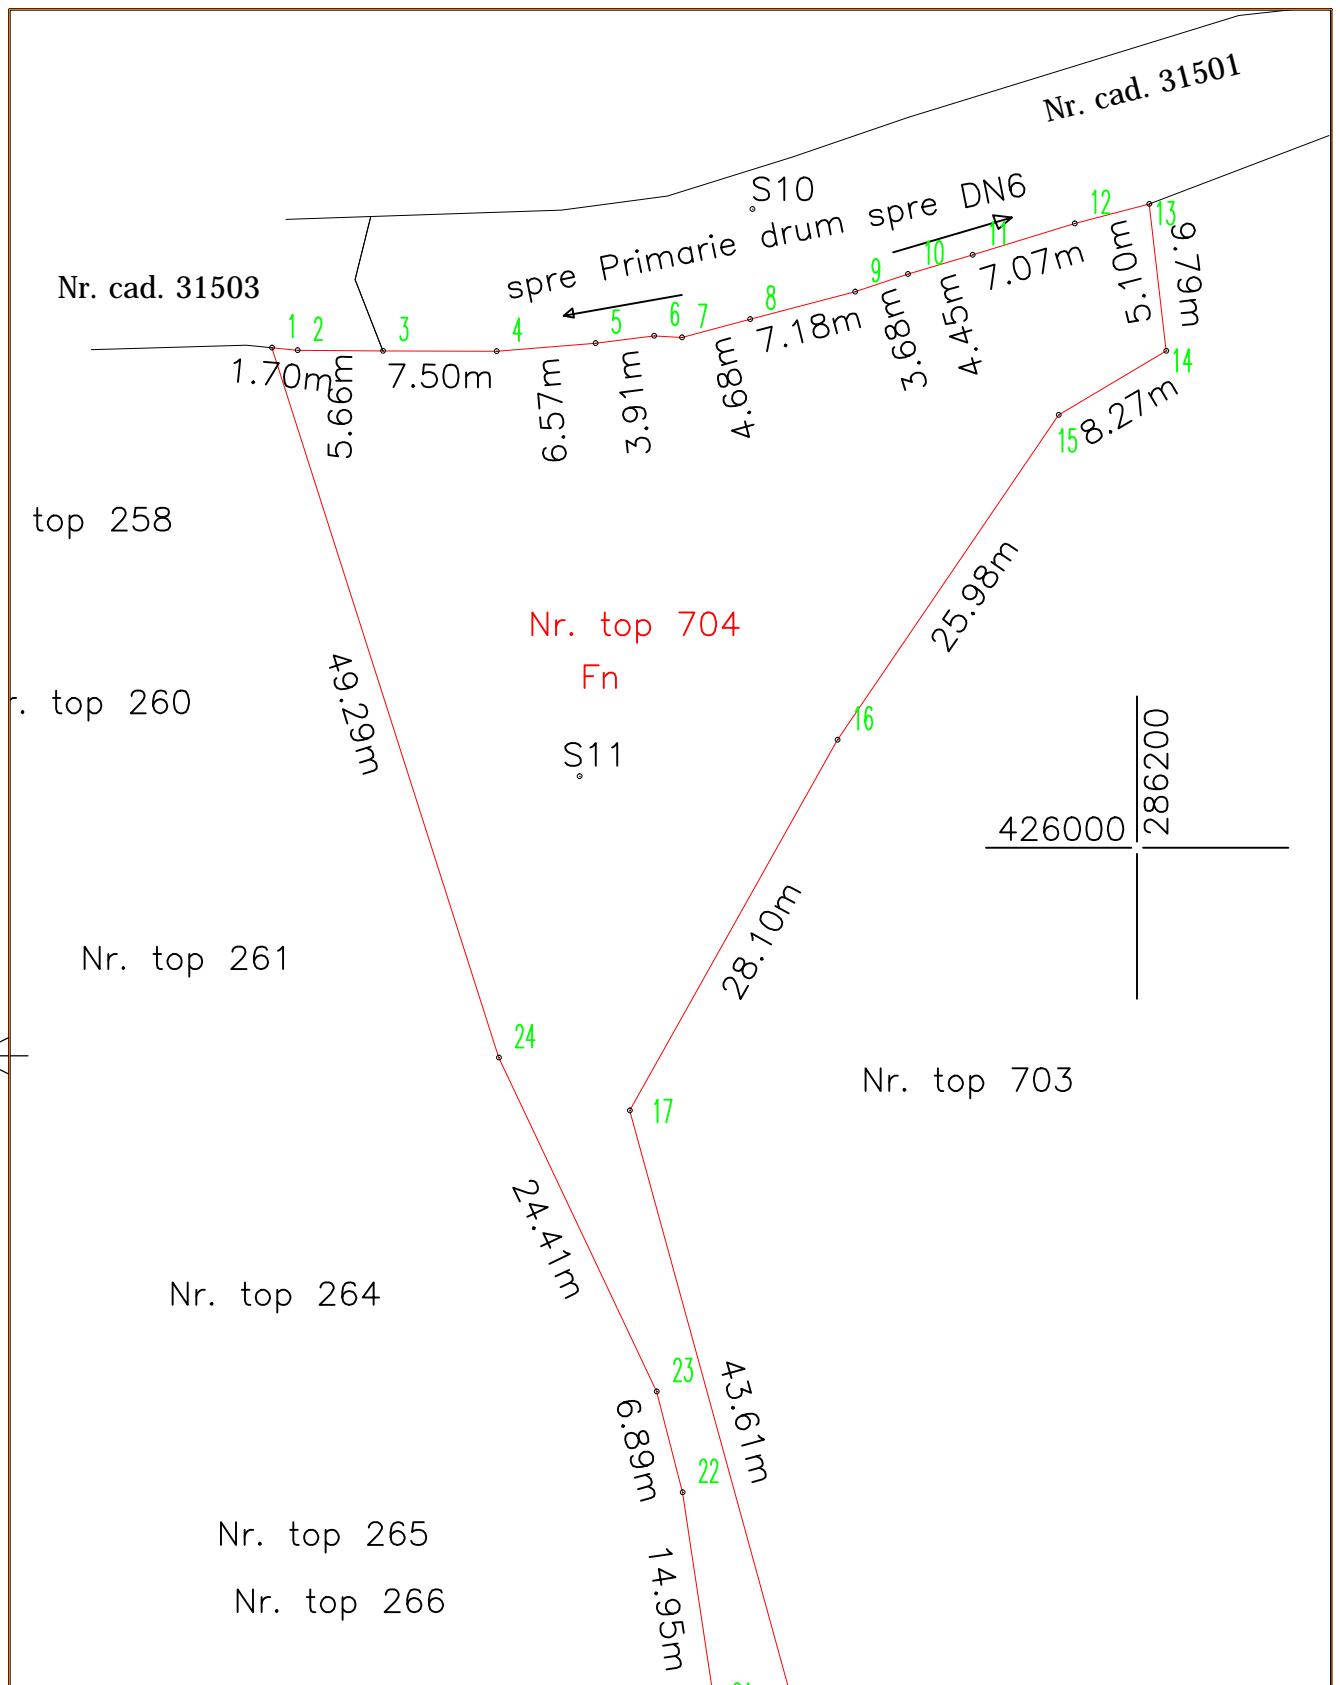 Nr. cad. 31501
S10
spre Primarie drum spre DN6
Nr. cad. 31503
1
2
3
4
5
6
7
8
9
10
11
12
13
1.70m
5.66m
7.50m
6.57m
3.91m
4.68m
7.18m
3.68m
4.45m
7.07m
5.10m
9.79m
14
8.27m
15
top 258
25.98m
Nr. top 704
Fn
49.29m
top 260
16
S11
286200
426000
28.10m
Nr. top 261
24
Nr. top 703
17
24.41m
Nr. top 264
23
43.61m
6.89m
22
Nr. top 265
14.95m
Nr. top 266